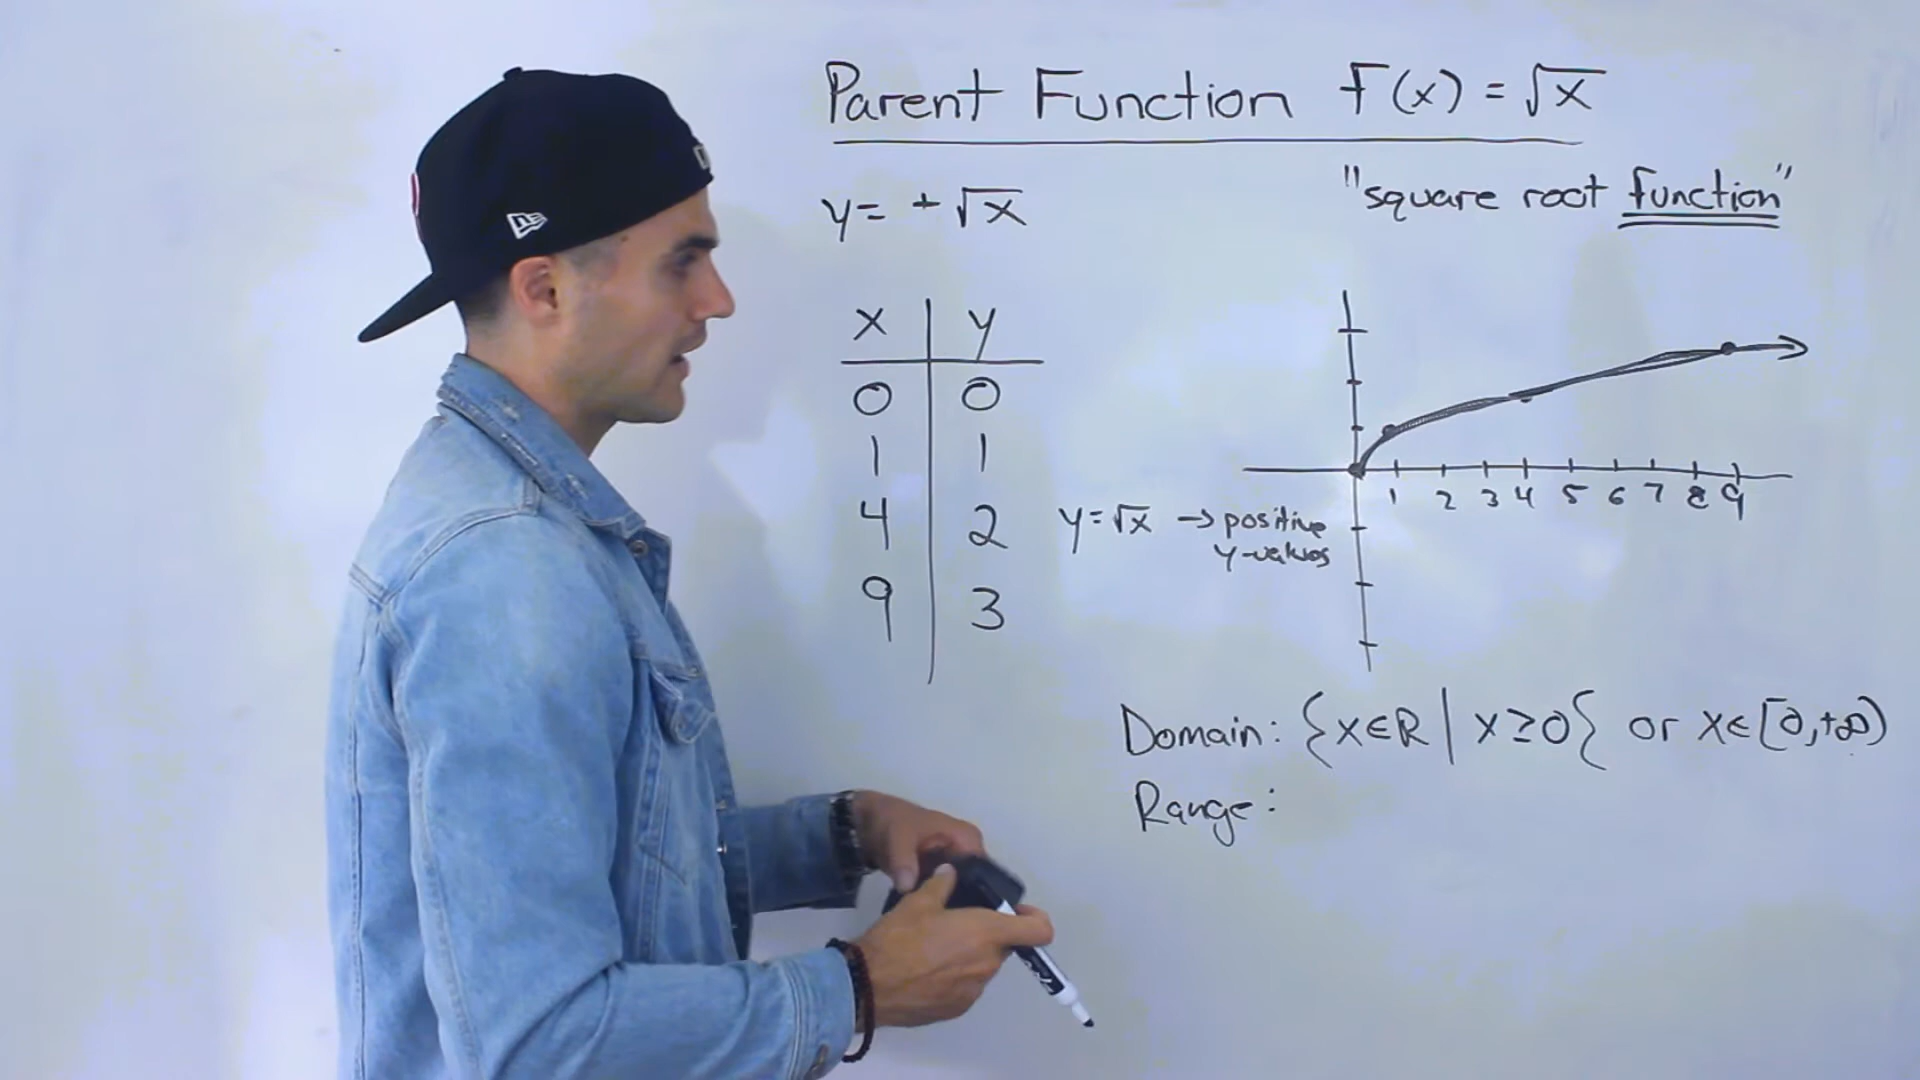 Parent Function F(x) = √x
"square root function"
y = +√x
x y
0 0
1 1
4 2
9 3
y=√x → positive
y-values
1 2 3 4 5 6 7 8 9
Domain: {x∈R | x≥0} or x∈[0,+∞)
Range: